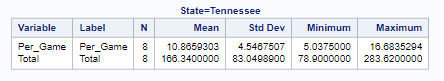 State=Tennessee
Variable Label N Mean Std Dev Minimum Maximum
Per_Game Per_Game 8 10.8659303 4.5467507 5.0375000 16.6835294
Total Total 8 166.3400000 83.0498900 78.9000000 283.6200000